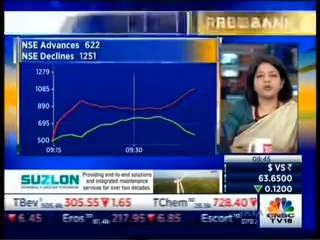 RBL BANK
NSE Advances 622
NSE Declines 1251
1279
1085
890
695
500
09:15
09:30
09:45
$ VS ₹
63.6500
0.1200
SUZLON
POWERING A GREENER TOMORROW
Providing end-to-end solutions
and integrated maintenance
services for over two decades.
TBev 305.55 1.65 TChem 728.40
6.45 Eros 217.95 6.85 Escort
CNBC
TV18